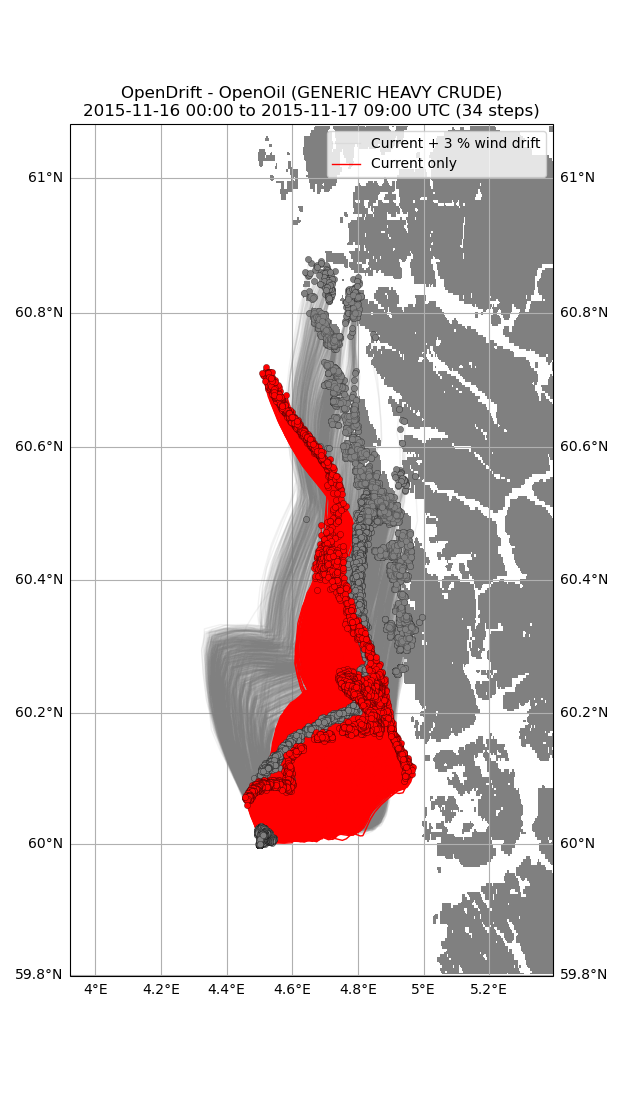 OpenDrift - OpenOil (GENERIC HEAVY CRUDE)
2015-11-16 00:00 to 2015-11-17 09:00 UTC (34 steps)
Current + 3 % wind drift
Current only
61°N 61°N
60.8°N 60.8°N
60.6°N 60.6°N
60.4°N 60.4°N
60.2°N 60.2°N
60°N 60°N
59.8°N 59.8°N
4°E 4.2°E 4.4°E 4.6°E 4.8°E 5°E 5.2°E